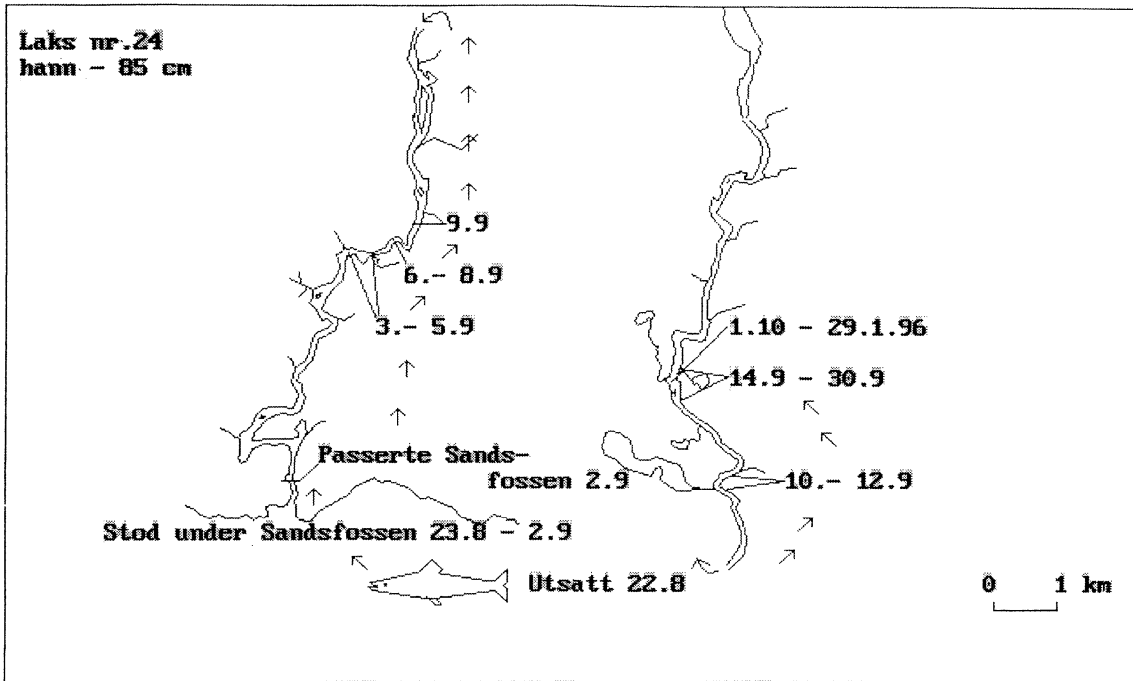 Laks nr.24
hann - 85 cm
9.9
6.- 8.9
3.- 5.9
Passerte Sands-
fossen 2.9
Stod under Sandsfossen 23.8 - 2.9
Utsatt 22.8
1.10 - 29.1.96
14.9 - 30.9
10.- 12.9
0 1 km